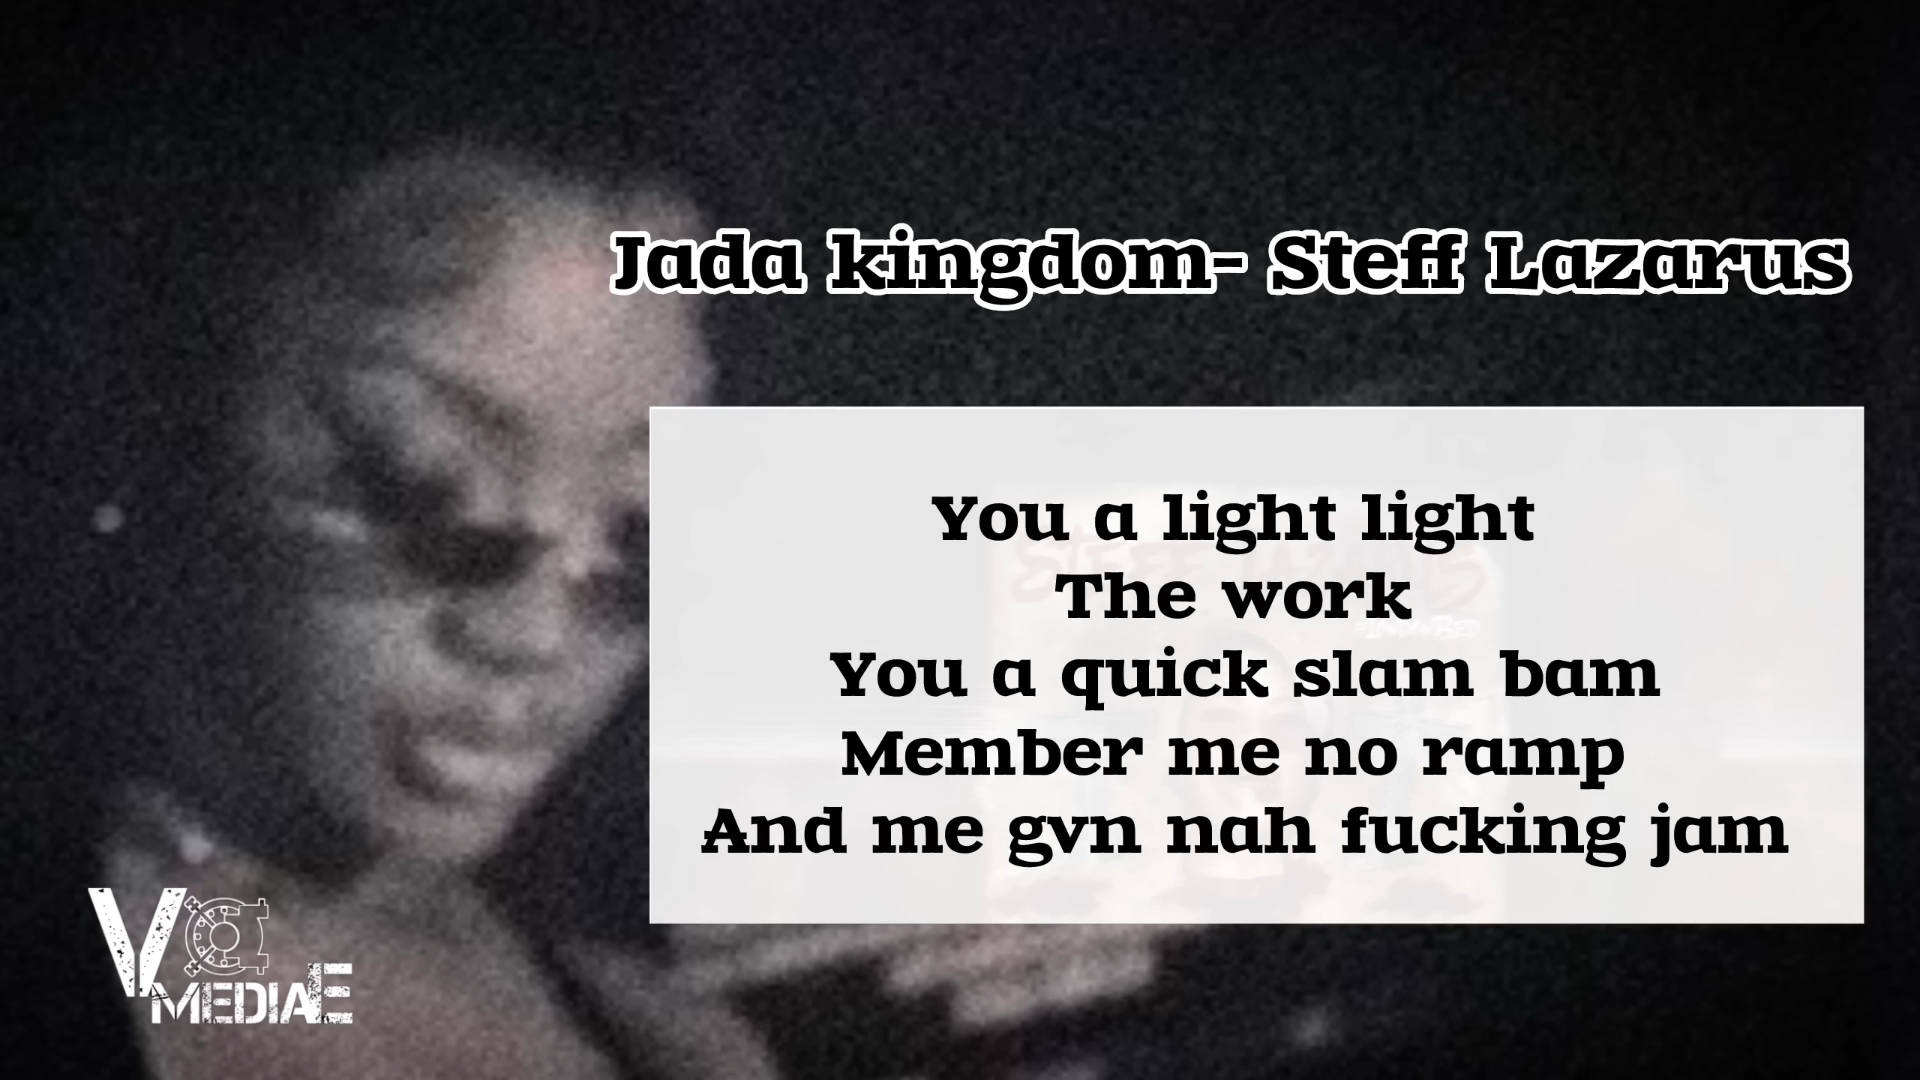 Jada kingdom- Steff Lazarus
You a light light
The work
You a quick slam bam
Member me no ramp
And me gvn nah fucking jam
V
MEDIAE